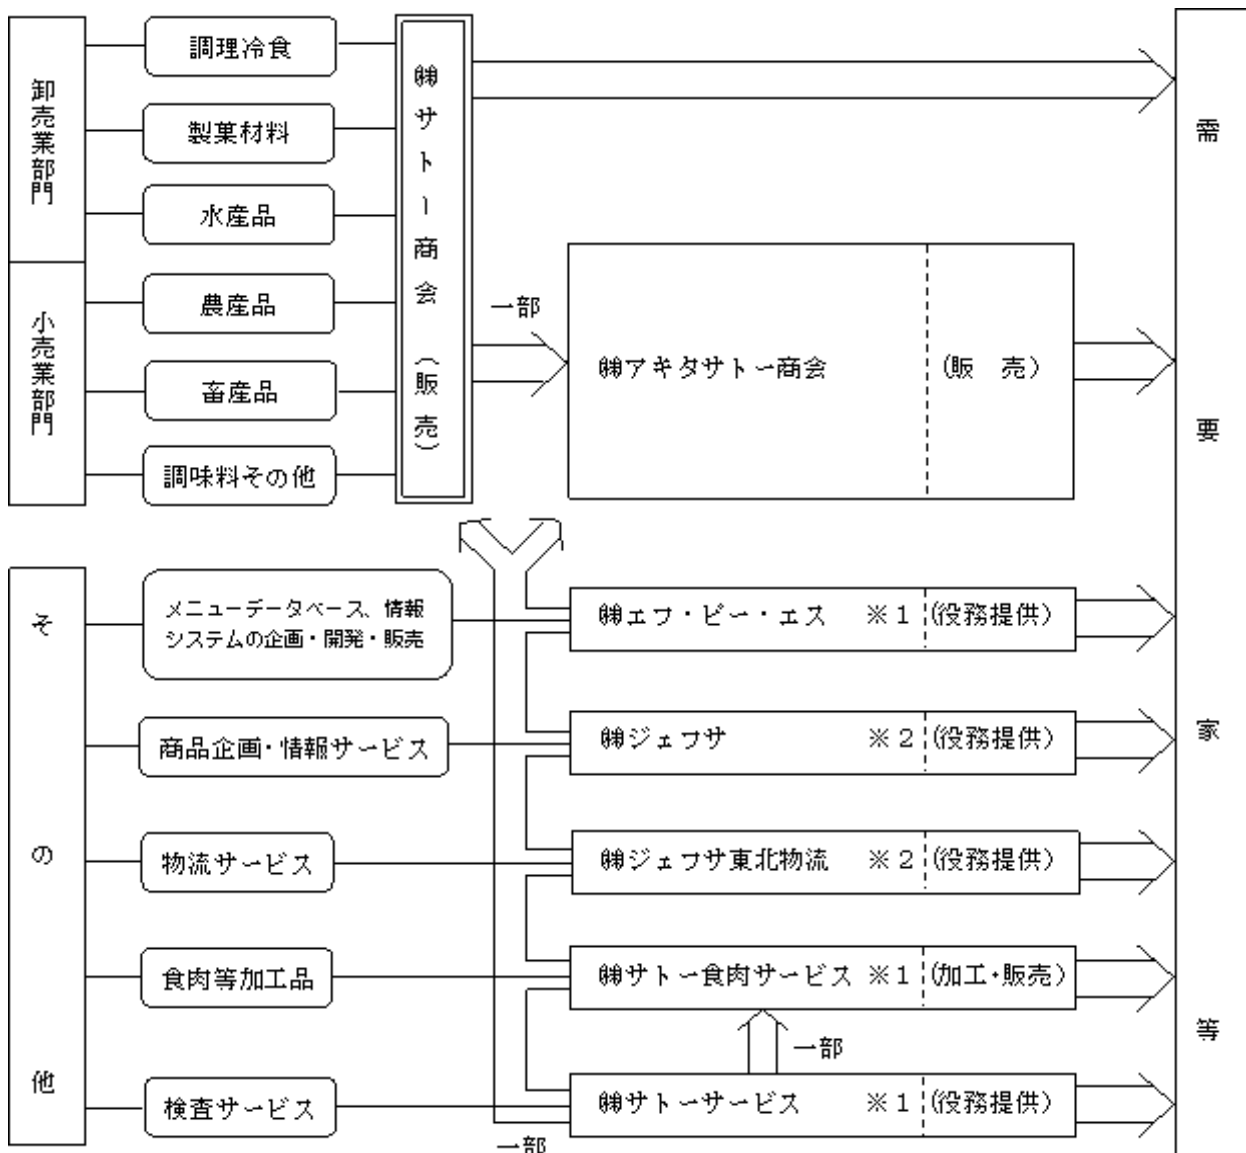 卸売業部門
小売業部門
調理冷食
製菓材料
水産品
農産品
畜産品
調味料その他
㈱サトー商会（販売）
一部
㈱アキタサトー商会
(販　売)
その他
メニューデータベース、情報
システムの企画・開発・販売
㈱エフ・ビー・エス　※１
(役務提供)
商品企画・情報サービス
㈱ジェフサ　※２
(役務提供)
物流サービス
㈱ジェフサ東北物流　※２
(役務提供)
食肉等加工品
㈱サトー食肉サービス　※１
(加工・販売)
一部
検査サービス
㈱サトーサービス　※１
(役務提供)
一部
需要家等